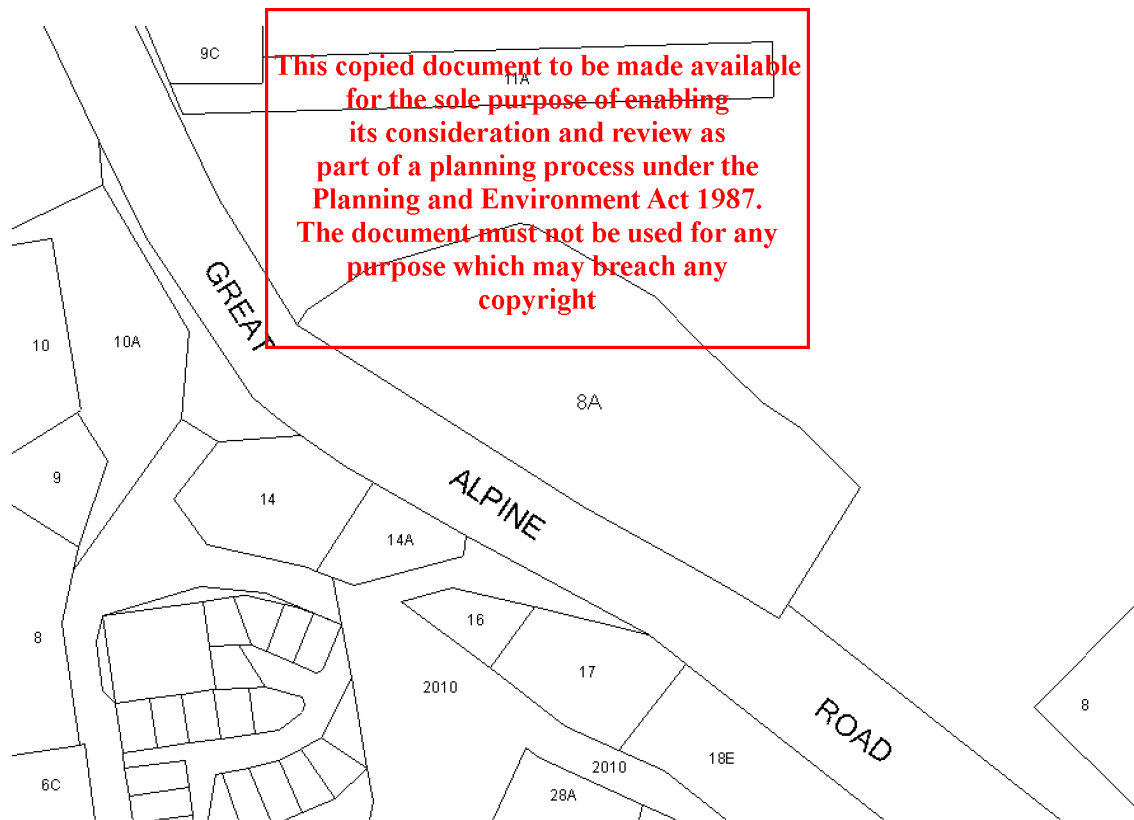 9C
This copied document to be made available
11A
for the sole purpose of enabling
its consideration and review as
part of a planning process under the
Planning and Environment Act 1987.
The document must not be used for any
purpose which may breach any
copyright
GREAT
10
10A
8A
9
14
ALPINE
14A
16
8
17
2010
8
ROAD
18E
2010
6C
28A